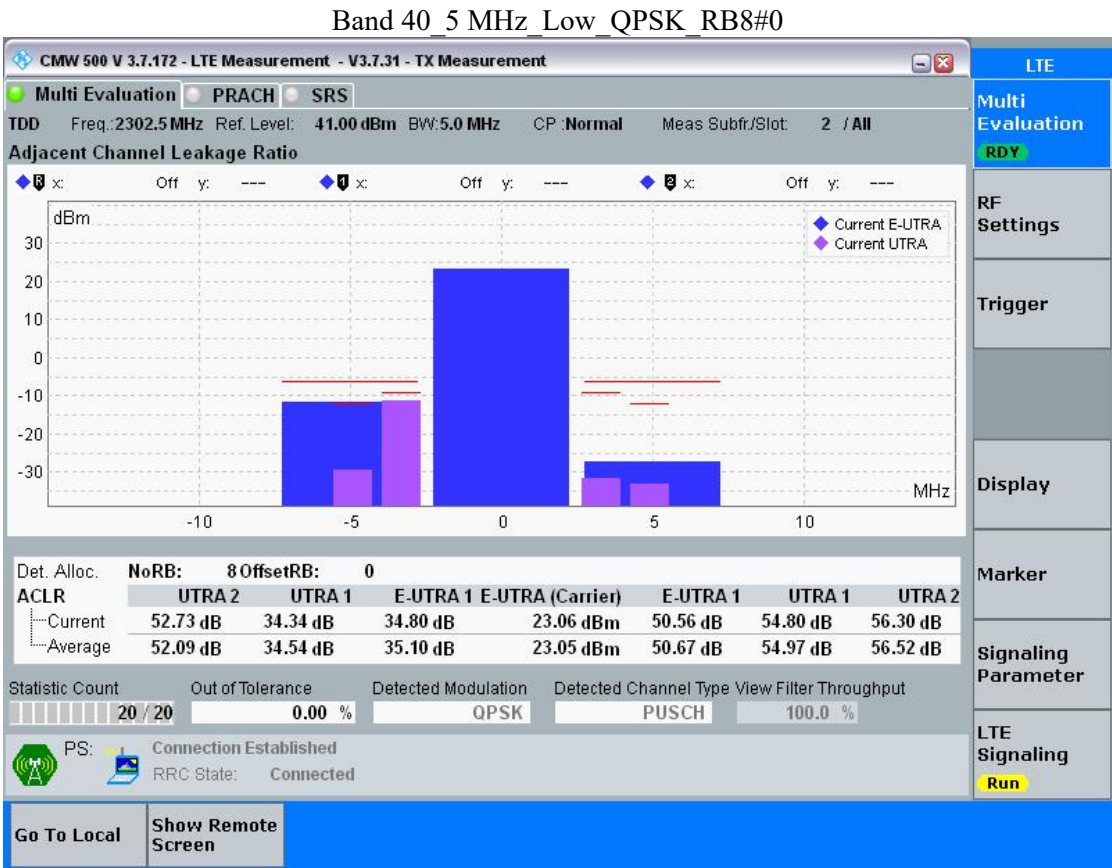 Band 40_5 MHz_Low_QPSK_RB8#0
CMW 500 V 3.7.172 - LTE Measurement - V3.7.31 - TX Measurement
LTE
Multi Evaluation PRACH SRS
Multi
Evaluation
RDY
TDD Freq.:2302.5 MHz Ref. Level: 41.00 dBm BW:5.0 MHz CP :Normal Meas Subfr./Slot: 2 / All
Adjacent Channel Leakage Ratio
R x: Off y: --- 1 x: Off y: --- 2 x: Off y: ---
RF
Settings
dBm
Current E-UTRA
Current UTRA
30
20
10
0
-10
-20
-30
MHz
-10 -5 0 5 10
Trigger
Display
Marker
Det. Alloc. NoRB: 8 OffsetRB: 0
ACLR UTRA 2 UTRA 1 E-UTRA 1 E-UTRA (Carrier) E-UTRA 1 UTRA 1 UTRA 2
Current 52.73 dB 34.34 dB 34.80 dB 23.06 dBm 50.56 dB 54.80 dB 56.30 dB
Average 52.09 dB 34.54 dB 35.10 dB 23.05 dBm 50.67 dB 54.97 dB 56.52 dB
Signaling
Parameter
Statistic Count Out of Tolerance Detected Modulation Detected Channel Type View Filter Throughput
20 / 20 0.00 % QPSK PUSCH 100.0 %
PS: Connection Established
RRC State: Connected
LTE
Signaling
Run
Go To Local
Show Remote
Screen